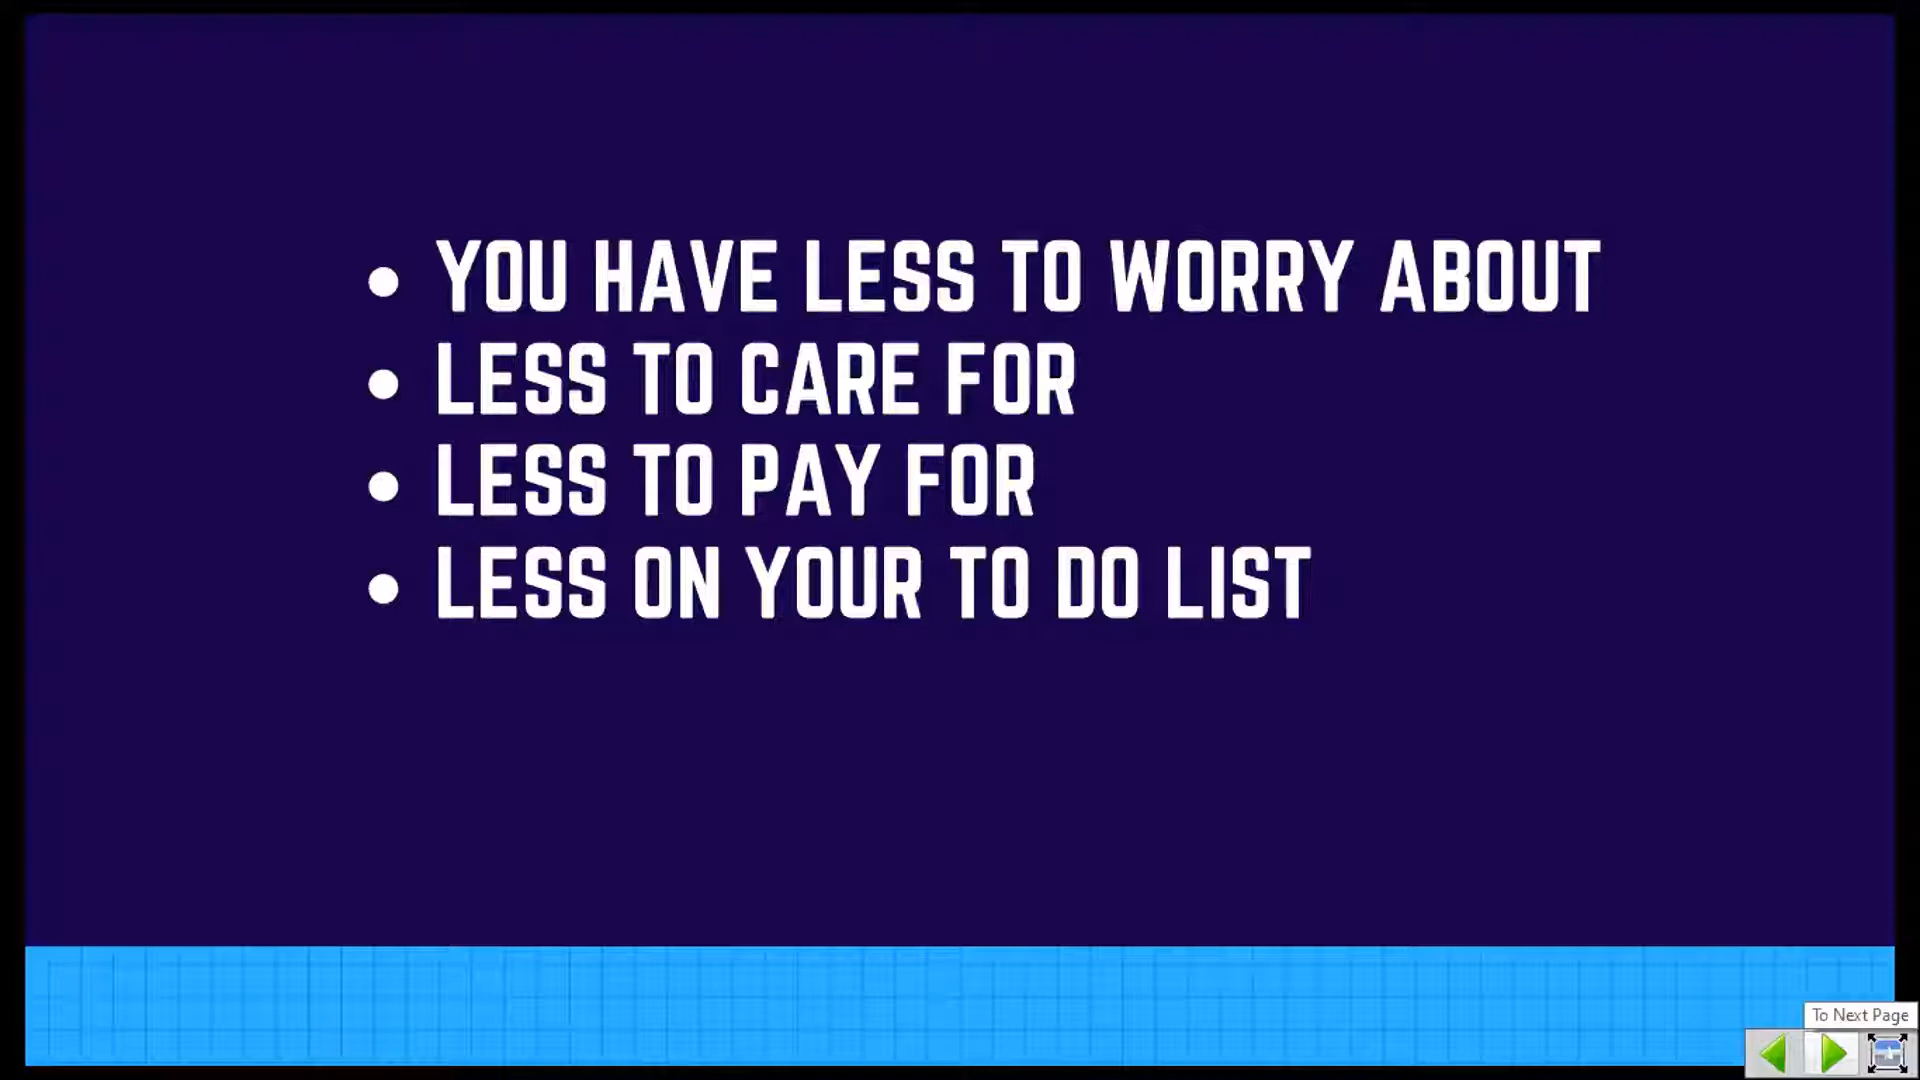 • YOU HAVE LESS TO WORRY ABOUT
• LESS TO CARE FOR
• LESS TO PAY FOR
• LESS ON YOUR TO DO LIST
To Next Page